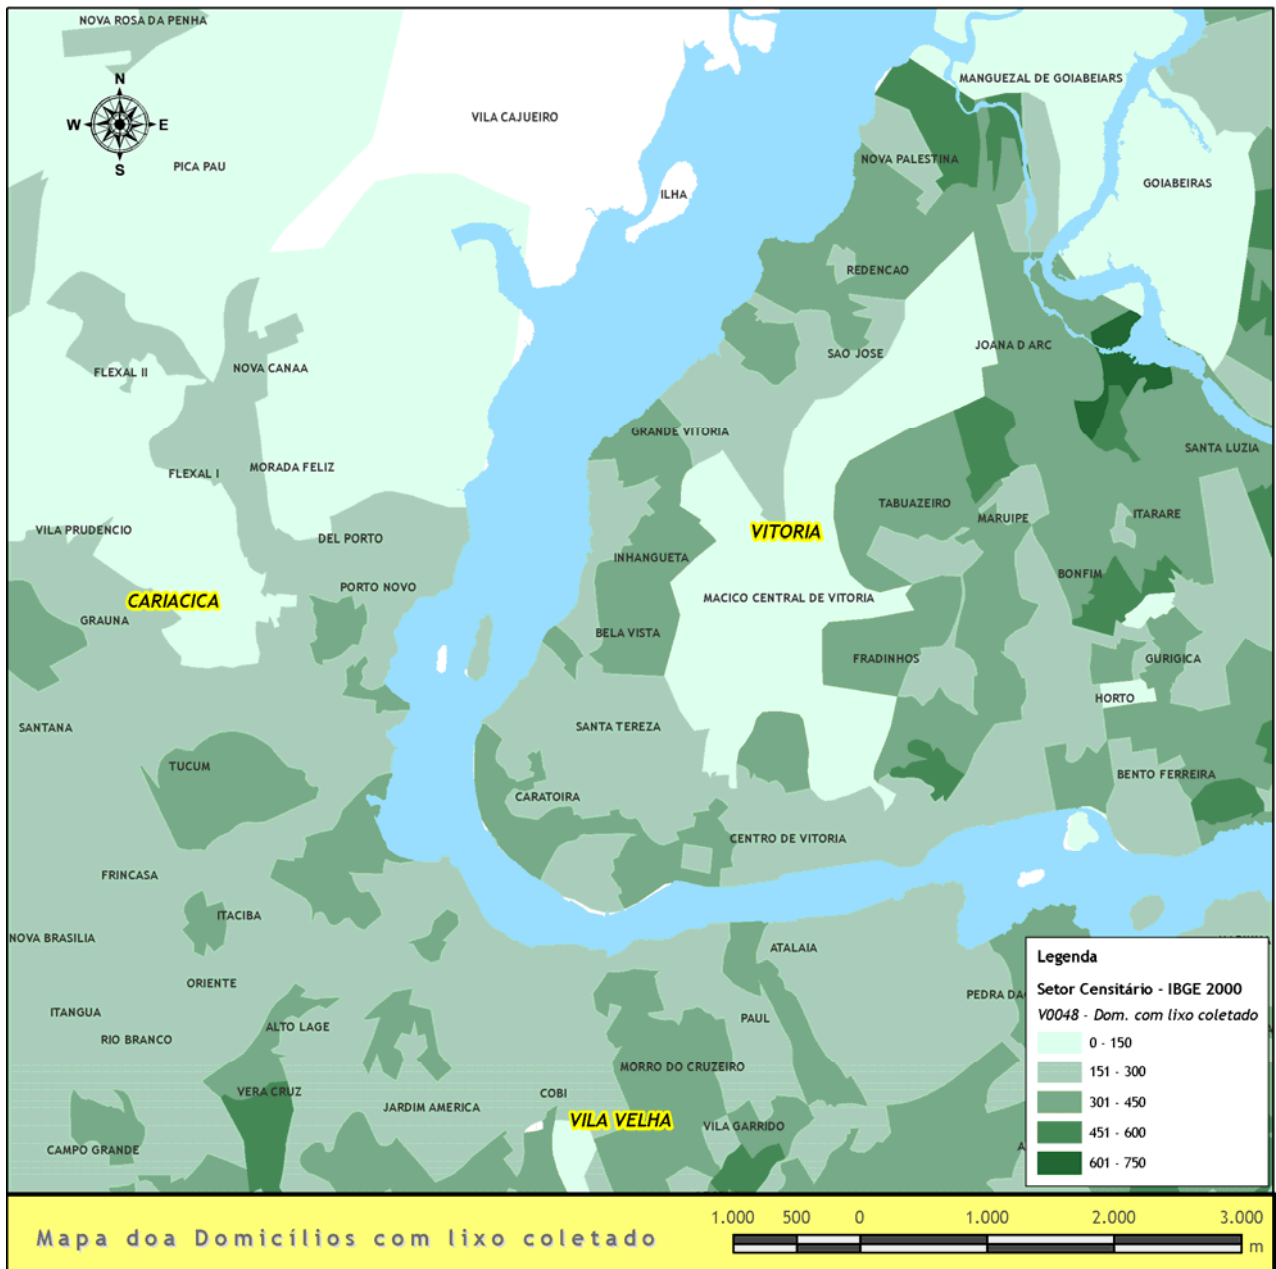 NOVA ROSA DA PENHA
N
W
E
S
VILA CAJUEIRO
MANGUEZAL DE GOIABEIARS
PICA PAU
NOVA PALESTINA
ILHA
GOIABEIRAS
REDENCAO
SAO JOSE
JOANA D ARC
FLEXAL II
NOVA CANAA
GRANDE VITORIA
SANTA LUZIA
FLEXAL I
MORADA FELIZ
TABUAZEIRO
VILA PRUDENCIO
DEL PORTO
VITORIA
MARUIPE
ITARARE
INHANGUETA
BONFIM
PORTO NOVO
CARIACICA
MACICO CENTRAL DE VITORIA
GRAUNA
BELA VISTA
FRADINHOS
GURIGICA
HORTO
SANTANA
SANTA TEREZA
TUCUM
BENTO FERREIRA
CARATOIRA
CENTRO DE VITORIA
FRINCASA
ITACIBA
NOVA BRASILIA
ATALAIA
ORIENTE
PEDRA DA
ITANGUA
ALTO LAGE
PAUL
RIO BRANCO
MORRO DO CRUZEIRO
VERA CRUZ
COBI
JARDIM AMERICA
VILA VELHA
VILA GARRIDO
CAMPO GRANDE
Legenda
Setor Censitário - IBGE 2000
V0048 - Dom. com lixo coletado
0 - 150
151 - 300
301 - 450
451 - 600
601 - 750
Mapa doa Domicílios com lixo coletado
1.000 500 0 1.000 2.000 3.000
m